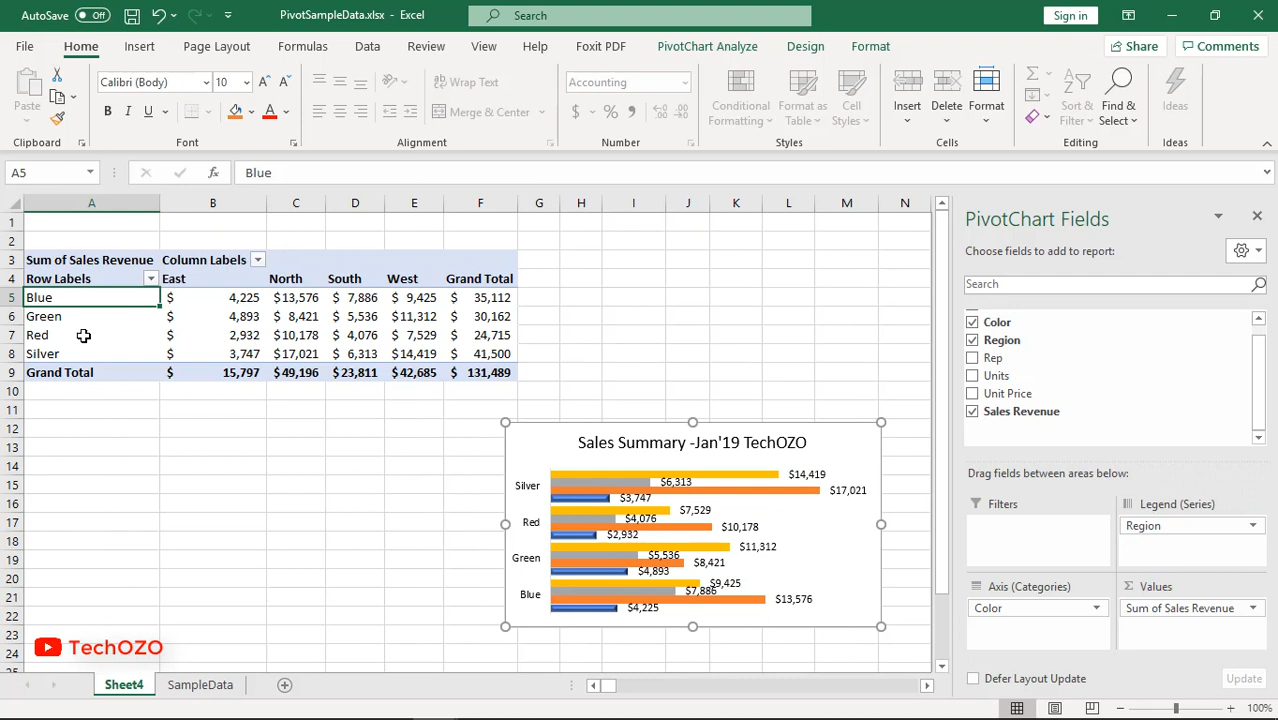 AutoSave Off PivotSampleData.xlsx - Excel Search Sign in
File Home Insert Page Layout Formulas Data Review View Help Foxit PDF PivotChart Analyze Design Format Share Comments
Paste Calibri (Body) 10 A A Wrap Text Accounting Conditional Formatting Format as Table Cell Styles Insert Delete Format Sort & Filter Find & Select Ideas
B I U A Merge & Center $ % ,
Clipboard Font Alignment Number Styles Cells Editing Ideas
A5 fx Blue
A B C D E F G H I J K L M N
1
2
3 Sum of Sales Revenue Column Labels
4 Row Labels East North South West Grand Total
5 Blue $ 4,225 $13,576 $ 7,886 $ 9,425 $ 35,112
6 Green $ 4,893 $ 8,421 $ 5,536 $11,312 $ 30,162
7 Red $ 2,932 $10,178 $ 4,076 $ 7,529 $ 24,715
8 Silver $ 3,747 $17,021 $ 6,313 $14,419 $ 41,500
9 Grand Total $ 15,797 $49,196 $23,811 $42,685 $ 131,489
10
11
12
13
14
15
16
17
18
19
20
21
22
23
24
25
Sales Summary -Jan'19 TechOZO
Silver $14,419 $6,313 $17,021 $3,747
Red $7,529 $4,076 $10,178 $2,932
Green $11,312 $5,536 $8,421 $4,893
Blue $9,425 $7,886 $13,576 $4,225
TechOZO
Sheet4 SampleData
PivotChart Fields
Choose fields to add to report:
Search
Color
Region
Rep
Units
Unit Price
Sales Revenue
Drag fields between areas below:
Filters Legend (Series)
Region
Axis (Categories) Σ Values
Color Sum of Sales Revenue
Defer Layout Update Update
100%